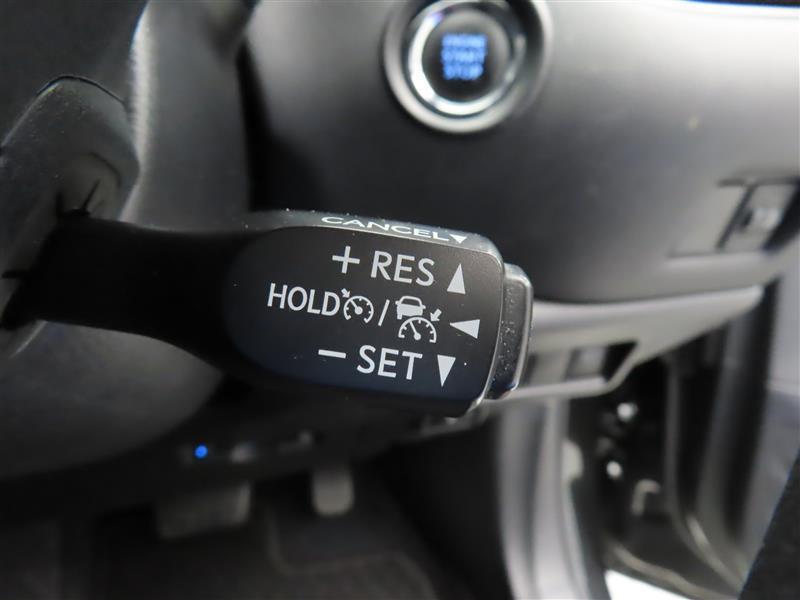 ENGINE
START
STOP
CANCEL▼
+ RES ▲
HOLD / ◀
− SET ▼